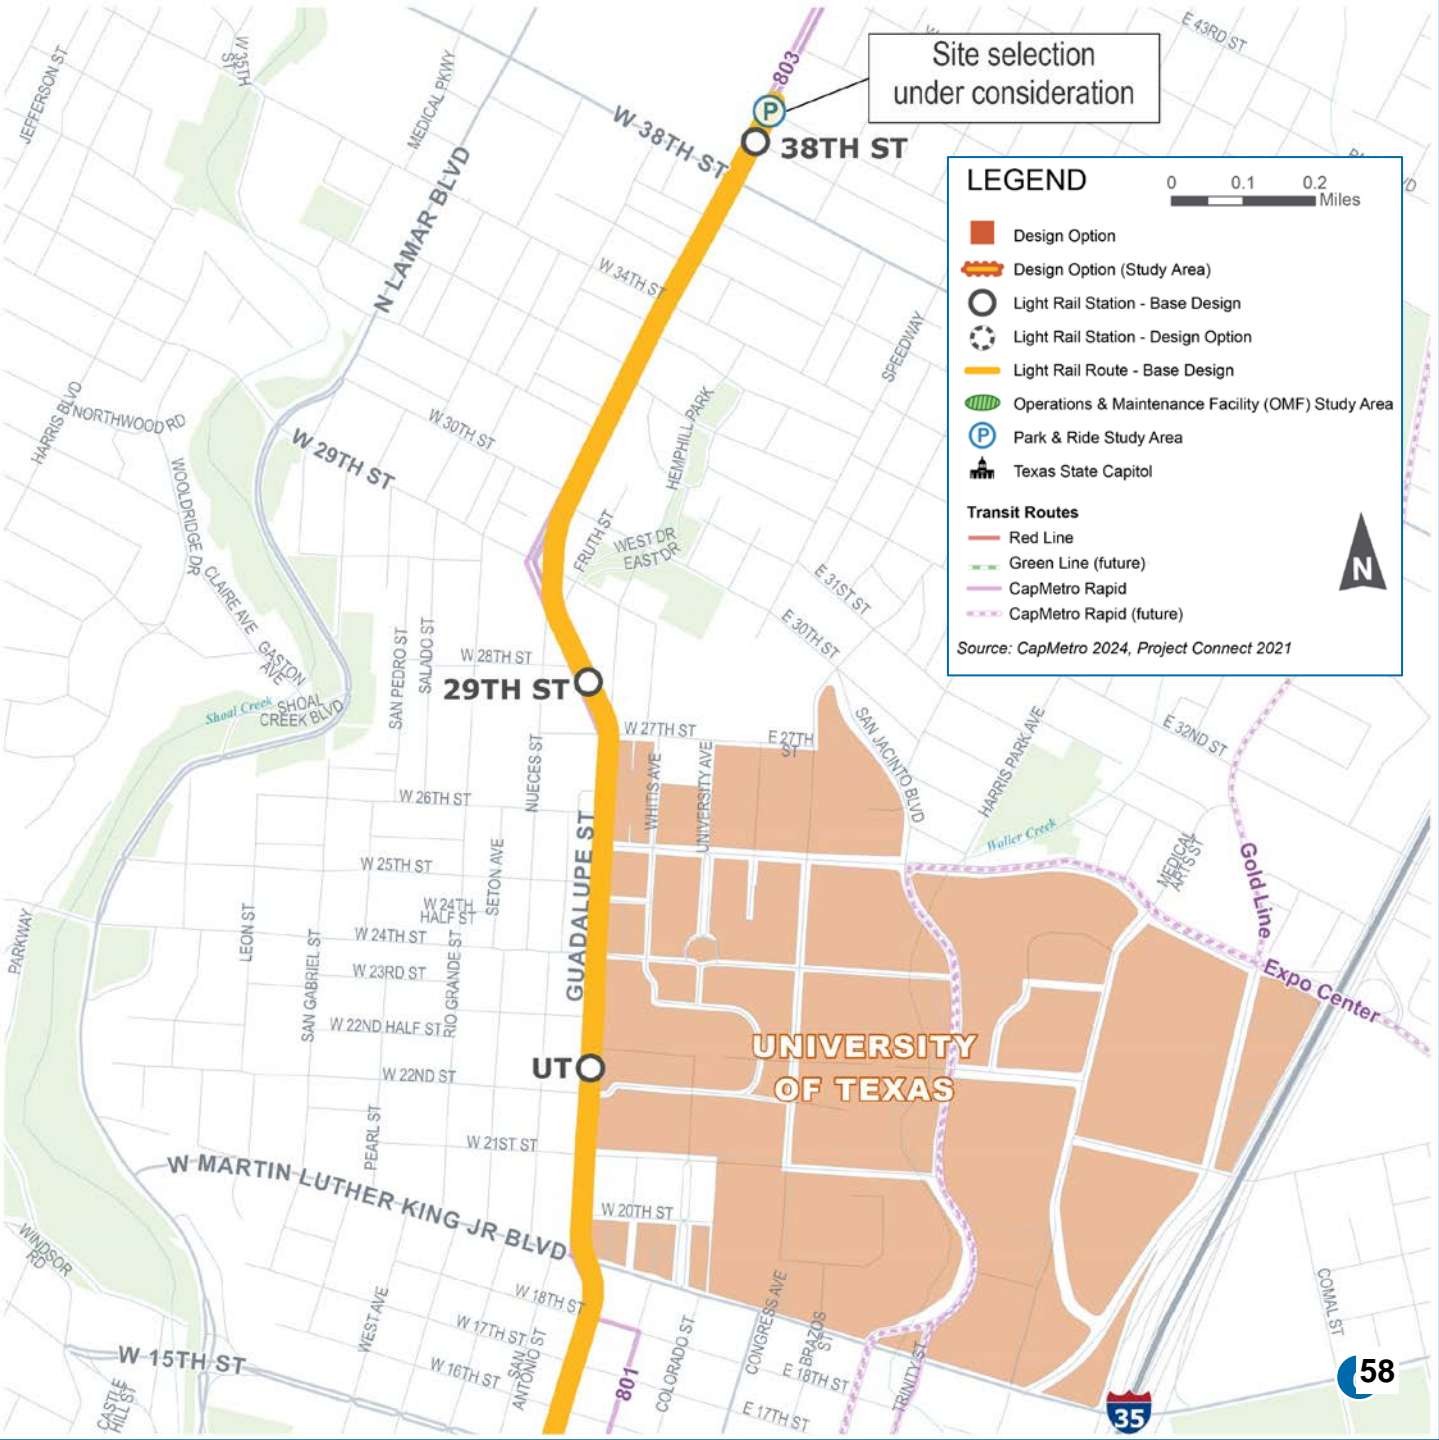 E 43RD ST
Site selection
under consideration
803
W 35TH
ST
JEFFERSON ST
MEDICAL PKWY
P
W 38TH ST
38TH ST
N LAMAR BLVD
W 34TH ST
SPEEDWAY
LEGEND
0 0.1 0.2
Miles
Design Option
Design Option (Study Area)
Light Rail Station - Base Design
Light Rail Station - Design Option
Light Rail Route - Base Design
Operations & Maintenance Facility (OMF) Study Area
P Park & Ride Study Area
Texas State Capitol
Transit Routes
Red Line
Green Line (future)
CapMetro Rapid
CapMetro Rapid (future)
N
Source: CapMetro 2024, Project Connect 2021
HARRIS BLVD
NORTHWOOD RD
W 30TH ST
HEMPHILL PARK
W 29TH ST
WOOLDRIDGE DR
FRUTH ST
WEST DR
EAST DR
CLAIRE AVE
E 31ST ST
E 30TH ST
GASTON
AVE
SAN PEDRO ST
SALADO ST
W 28TH ST
29TH ST
Shoal Creek
SHOAL
CREEK BLVD
W 27TH ST
E 27TH
ST
SAN JACINTO BLVD
HARRIS PARK AVE
E 32ND ST
NUECES ST
WHITIS AVE
UNIVERSITY AVE
W 26TH ST
GUADALUPE ST
Waller Creek
MEDICAL
ARTS ST
Gold Line
W 25TH ST
SETON AVE
W 24TH
HALF ST
PARKWAY
LEON ST
W 24TH ST
SAN GABRIEL ST
RIO GRANDE ST
W 23RD ST
Expo Center
W 22ND HALF ST
UNIVERSITY
OF TEXAS
UT
W 22ND ST
PEARL ST
W 21ST ST
W MARTIN LUTHER KING JR BLVD
W 20TH ST
WINDSOR
RD
W 18TH ST
WEST AVE
W 17TH ST
SAN
ANTONIO ST
CONGRESS AVE
BRAZOS
ST
COMAL ST
W 15TH ST
W 16TH ST
COLORADO ST
801
E 18TH ST
TRINITY ST
CASTLE
HILL ST
E 17TH ST
35
58